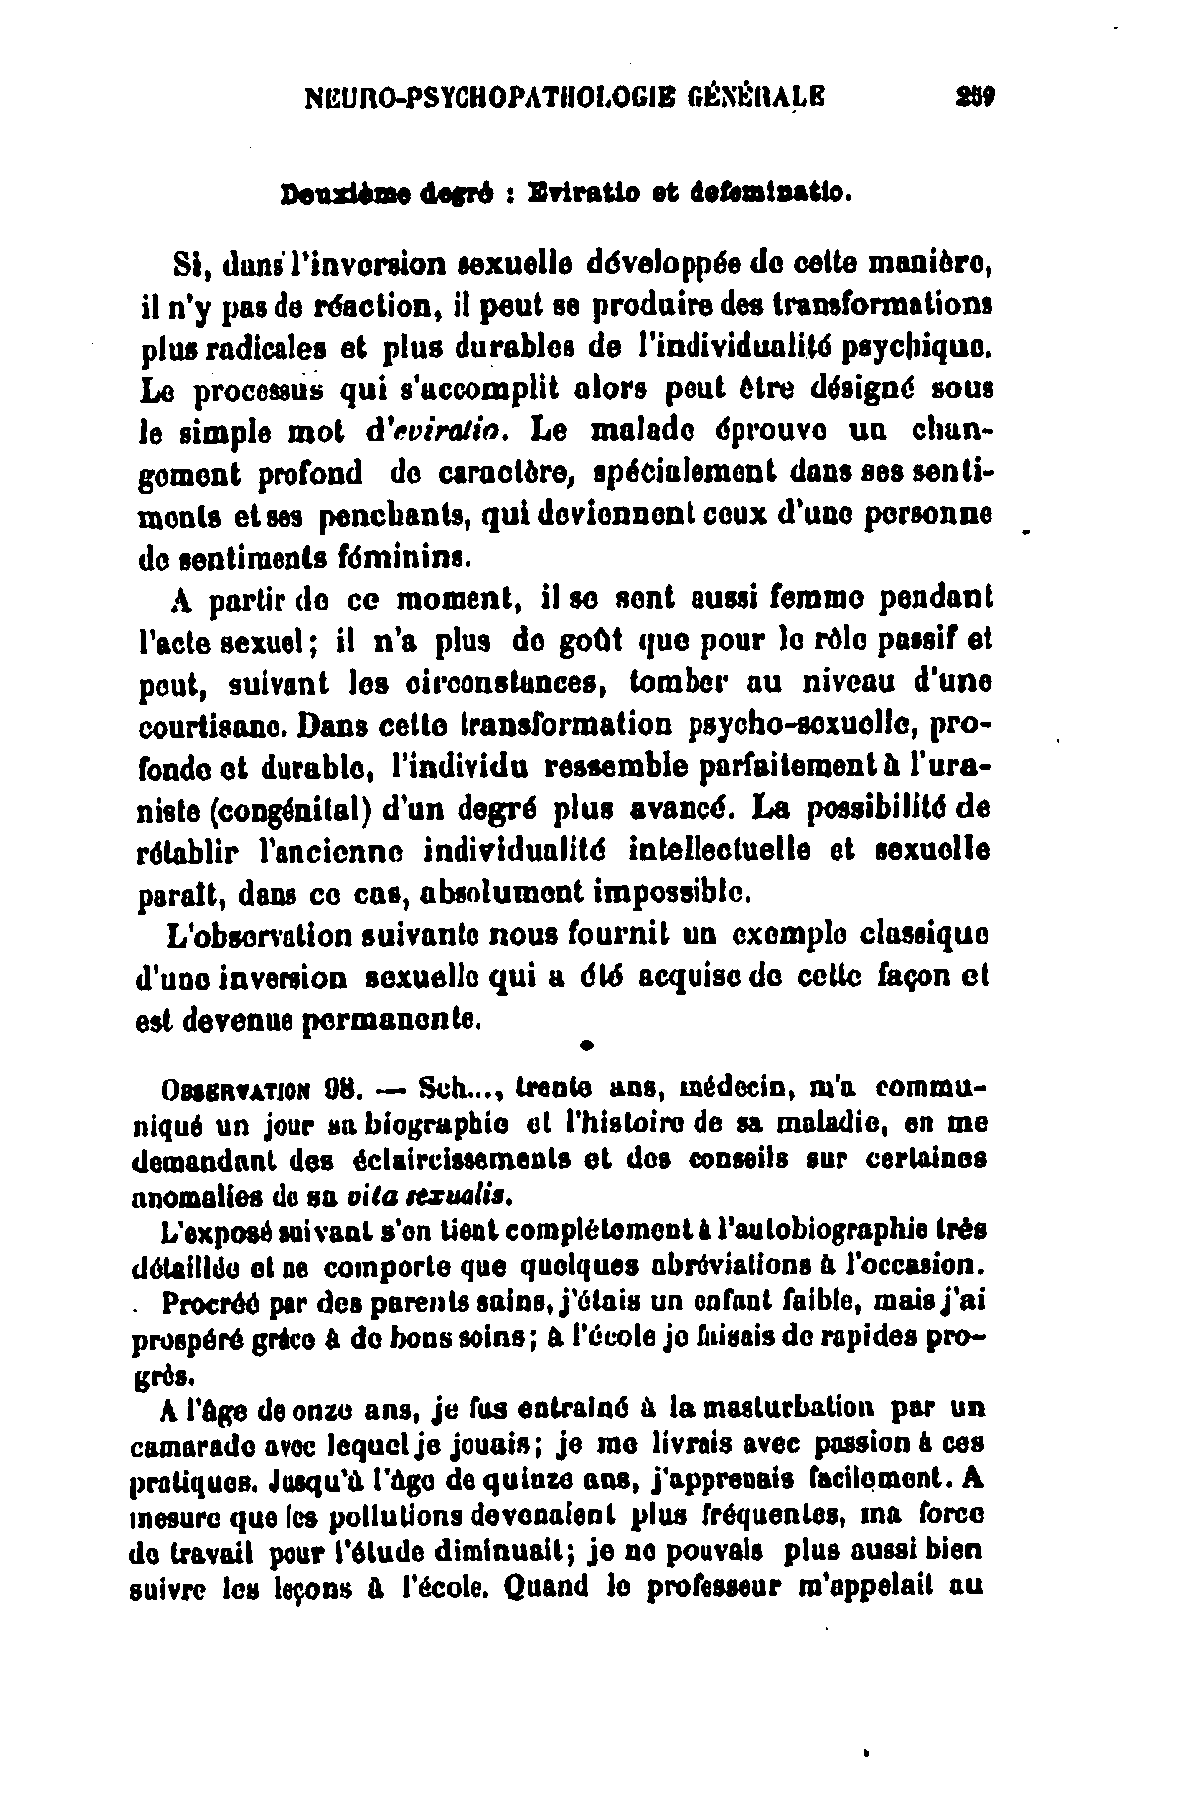 NEURO-PSYCHOPATHOLOGIE GÉNÉRALE 259
Deuxième degré : Eviratio et defeminatio.
Si, dans l'inversion sexuelle développée de cette manière,
il n'y pas de réaction, il peut se produire des transformations
plus radicales et plus durables de l'individualité psychique.
Le processus qui s'accomplit alors peut être désigné sous
le simple mot d'eviratio. Le malade éprouve un chan-
gement profond de caractère, spécialement dans ses senti-
ments et ses penchants, qui deviennent ceux d'une personne
de sentiments féminins.
A partir de ce moment, il se sent aussi femme pendant
l'acte sexuel ; il n'a plus de goût que pour le rôle passif et
peut, suivant les circonstances, tomber au niveau d'une
courtisane. Dans cette transformation psycho-sexuelle, pro-
fonde et durable, l'individu ressemble parfaitement à l'ura-
niste (congénital) d'un degré plus avancé. La possibilité de
rétablir l'ancienne individualité intellectuelle et sexuelle
paraît, dans ce cas, absolument impossible.
L'observation suivante nous fournit un exemple classique
d'une inversion sexuelle qui a été acquise de cette façon et
est devenue permanente.
OBSERVATION 98. — Sch..., trente ans, médecin, m'a commu-
niqué un jour sa biographie et l'histoire de sa maladie, en me
demandant des éclaircissements et des conseils sur certaines
anomalies de sa vita sexualis.
L'exposé suivant s'en tient complètement à l'autobiographie très
détaillée et ne comporte que quelques abréviations à l'occasion.
Procréé par des parents sains, j'étais un enfant faible, mais j'ai
prospéré grâce à de bons soins ; à l'école je faisais de rapides pro-
grès.
A l'âge de onze ans, je fus entraîné à la masturbation par un
camarade avec lequel je jouais ; je me livrais avec passion à ces
pratiques. Jusqu'à l'âge de quinze ans, j'apprenais facilement. A
mesure que les pollutions devenaient plus fréquentes, ma force
de travail pour l'étude diminuait ; je ne pouvais plus aussi bien
suivre les leçons à l'école. Quand le professeur m'appelait au